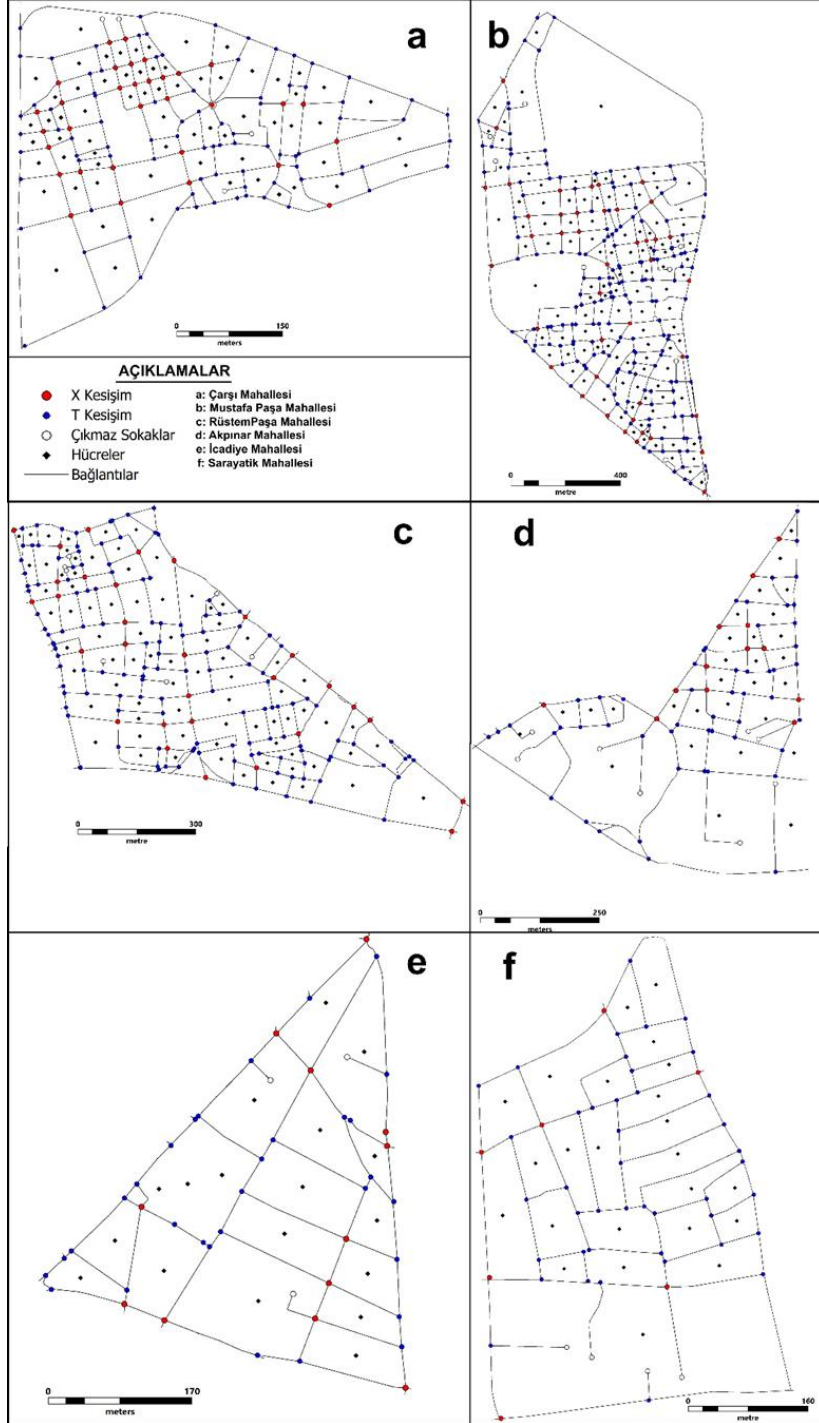 a
b
0 150
meters
AÇIKLAMALAR
X Kesişim
T Kesişim
Çıkmaz Sokaklar
Hücreler
Bağlantılar
a: Çarşı Mahallesi
b: Mustafa Paşa Mahallesi
c: RüstemPaşa Mahallesi
d: Akpınar Mahallesi
e: İcadiye Mahallesi
f: Sarayatik Mahallesi
0 400
metre
c
d
0 300
metre
0 250
meters
e
f
0 170
meters
0 160
metre